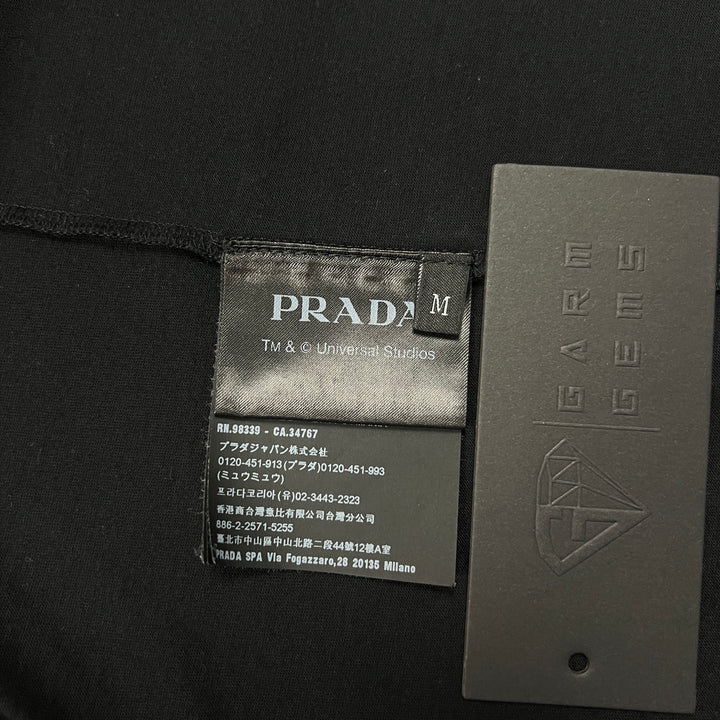 PRADA
M
TM & © Universal Studios
RN.98339 - CA.34767
プラダジャパン株式会社
0120-451-913(プラダ)0120-451-993
(ミュウミュウ)
프라다코리아(유)02-3443-2323
香港商台灣童比有限公司台灣分公司
886-2-2571-5255
臺北市中山區中山北路二段44號12樓A室
PRADA SPA Via Fogazzaro,28 20135 Milano
GARM
GEMS